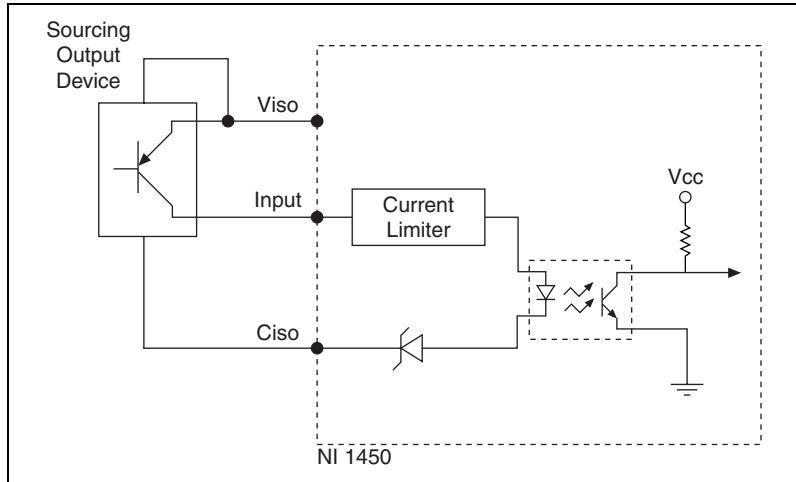 Sourcing
Output
Device
Viso
Vcc
Input
Current
Limiter
Ciso
NI 1450